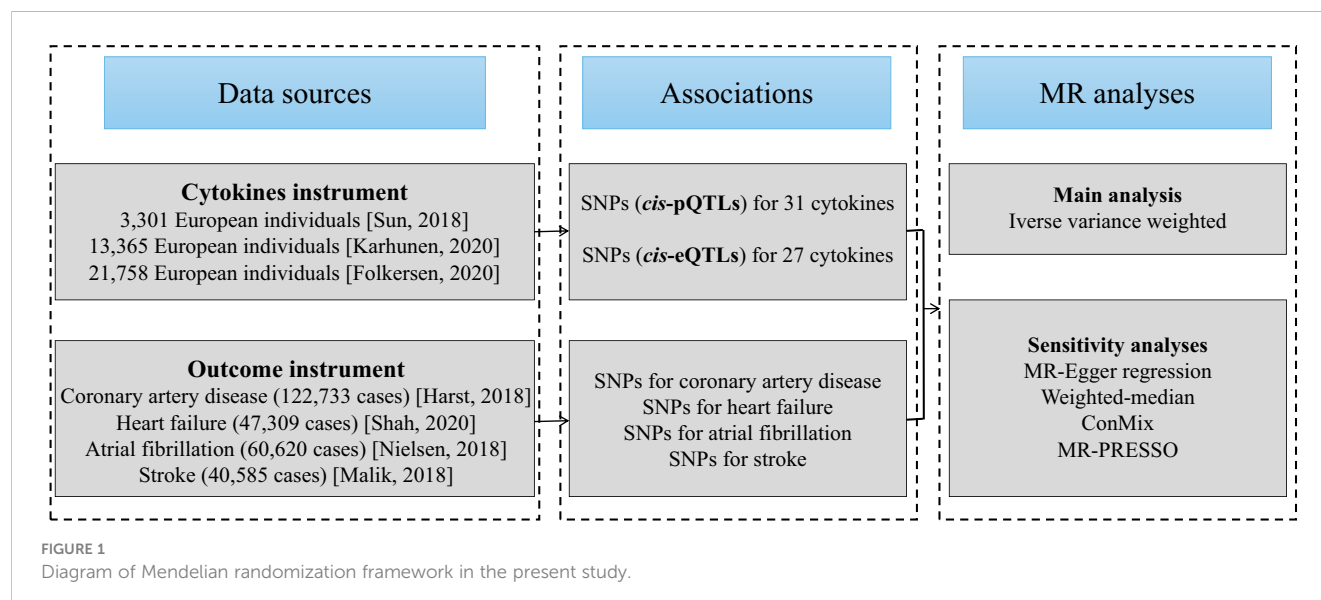 Data sources
Cytokines instrument
3,301 European individuals [Sun, 2018]
13,365 European individuals [Karhunen, 2020]
21,758 European individuals [Folkersen, 2020]
Outcome instrument
Coronary artery disease (122,733 cases) [Harst, 2018]
Heart failure (47,309 cases) [Shah, 2020]
Atrial fibrillation (60,620 cases) [Nielsen, 2018]
Stroke (40,585 cases) [Malik, 2018]
Associations
SNPs (cis-pQTLs) for 31 cytokines
SNPs (cis-eQTLs) for 27 cytokines
SNPs for coronary artery disease
SNPs for heart failure
SNPs for atrial fibrillation
SNPs for stroke
MR analyses
Main analysis
Iverse variance weighted
Sensitivity analyses
MR-Egger regression
Weighted-median
ConMix
MR-PRESSO
FIGURE 1
Diagram of Mendelian randomization framework in the present study.